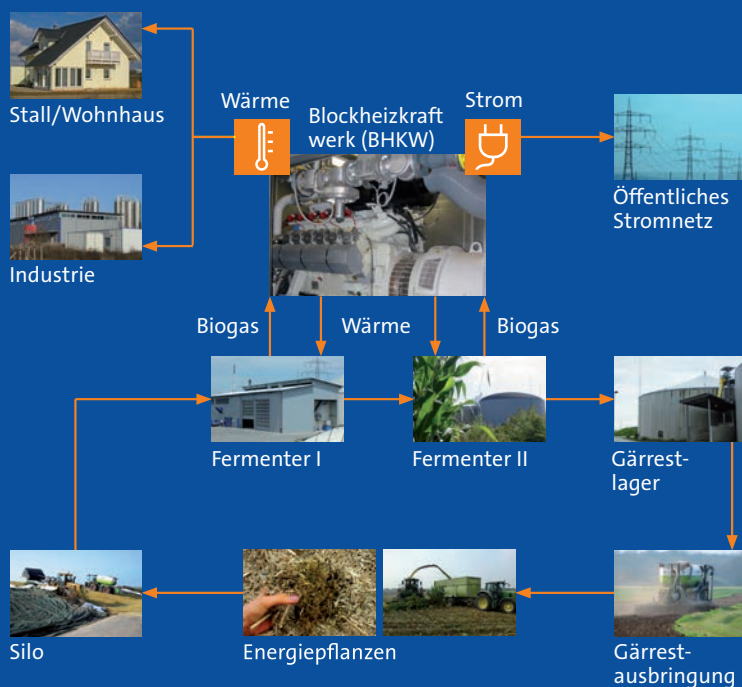 Wärme
Strom
Blockheizkraft
werk (BHKW)
Stall/Wohnhaus
Öffentliches
Stromnetz
Industrie
Biogas
Wärme
Biogas
Fermenter I
Fermenter II
Gärrest-
lager
Silo
Energiepflanzen
Gärrest-
ausbringung